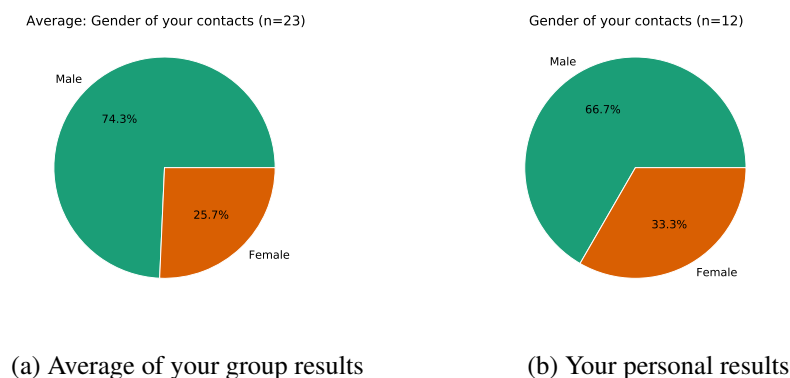 Average: Gender of your contacts (n=23)
Male
74.3%
25.7%
Female
(a) Average of your group results
Gender of your contacts (n=12)
Male
66.7%
33.3%
Female
(b) Your personal results